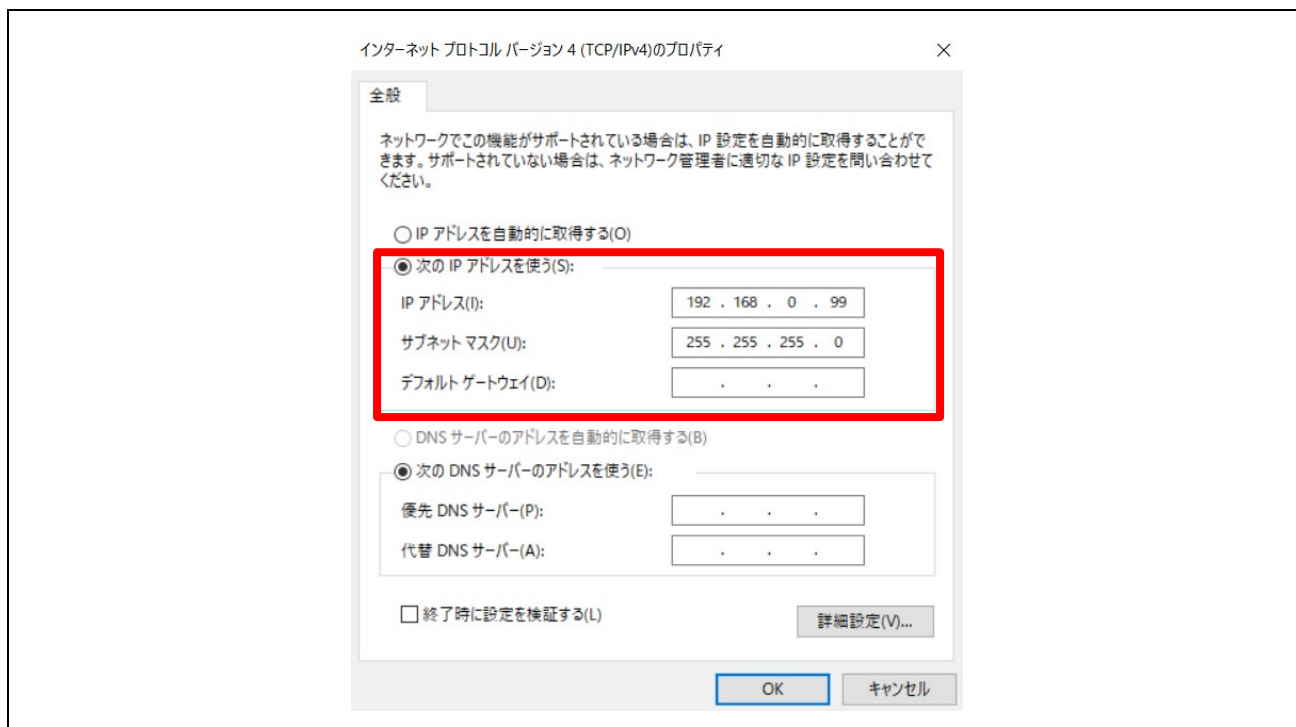 インターネット プロトコル バージョン 4 (TCP/IPv4)のプロパティ
全般
ネットワークでこの機能がサポートされている場合は、IP 設定を自動的に取得することがで
きます。サポートされていない場合は、ネットワーク管理者に適切な IP 設定を問い合わせて
ください。
IP アドレスを自動的に取得する(O)
次の IP アドレスを使う(S):
IP アドレス(I): 192 . 168 . 0 . 99
サブネット マスク(U): 255 . 255 . 255 . 0
デフォルト ゲートウェイ(D): . . .
DNS サーバーのアドレスを自動的に取得する(B)
次の DNS サーバーのアドレスを使う(E):
優先 DNS サーバー(P): . . .
代替 DNS サーバー(A): . . .
終了時に設定を検証する(L)
詳細設定(V)...
OK キャンセル